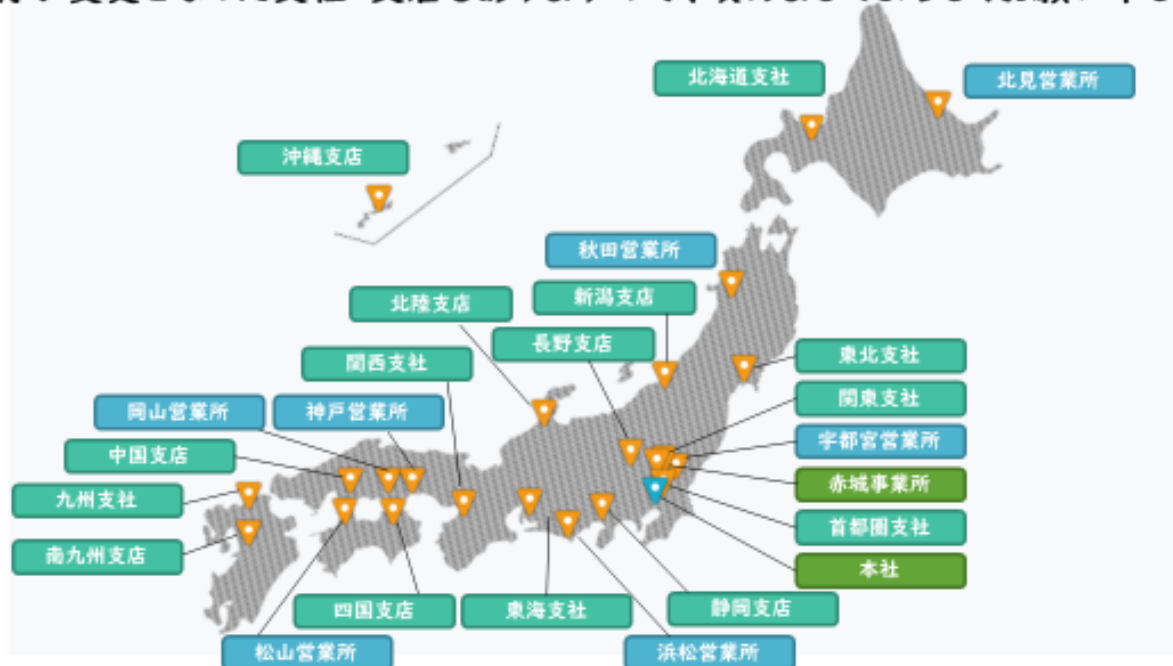 北海道支社
北見営業所
沖縄支店
秋田営業所
新潟支店
北陸支店
長野支店
関西支社
東北支社
関東支社
岡山営業所
神戸営業所
宇都宮営業所
中国支店
赤城事業所
九州支社
首都圏支社
南九州支店
本社
四国支店
東海支社
静岡支店
松山営業所
浜松営業所